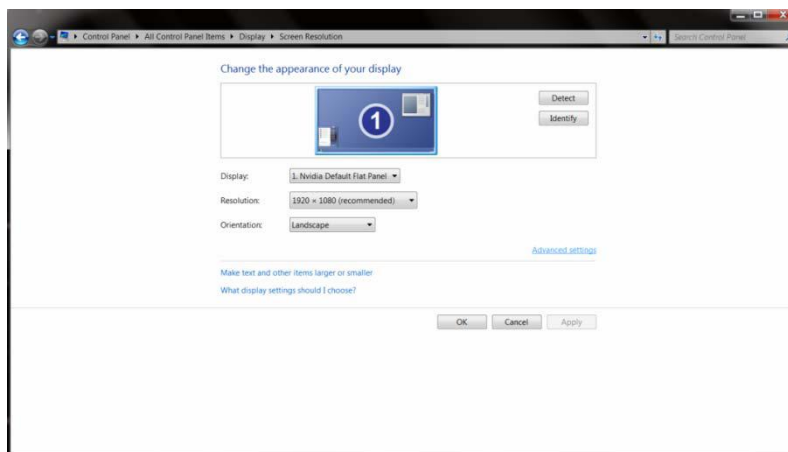 Control Panel ▸ All Control Panel Items ▸ Display ▸ Screen Resolution
Search Control Panel
Change the appearance of your display
1
Detect
Identify
Display:
1. Nvidia Default Flat Panel
Resolution:
1920 × 1080 (recommended)
Orientation:
Landscape
Advanced settings
Make text and other items larger or smaller
What display settings should I choose?
OK
Cancel
Apply